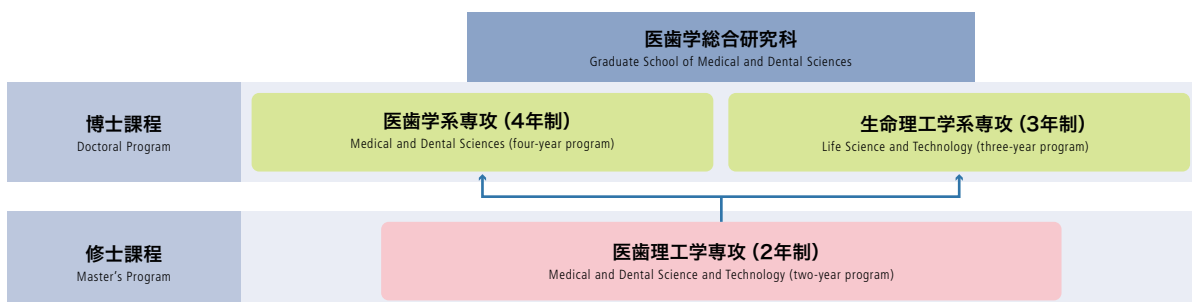 医歯学総合研究科
Graduate School of Medical and Dental Sciences
博士課程
Doctoral Program
医歯学系専攻 (4年制)
Medical and Dental Sciences (four-year program)
生命理工学系専攻 (3年制)
Life Science and Technology (three-year program)
修士課程
Master's Program
医歯理工学専攻 (2年制)
Medical and Dental Science and Technology (two-year program)